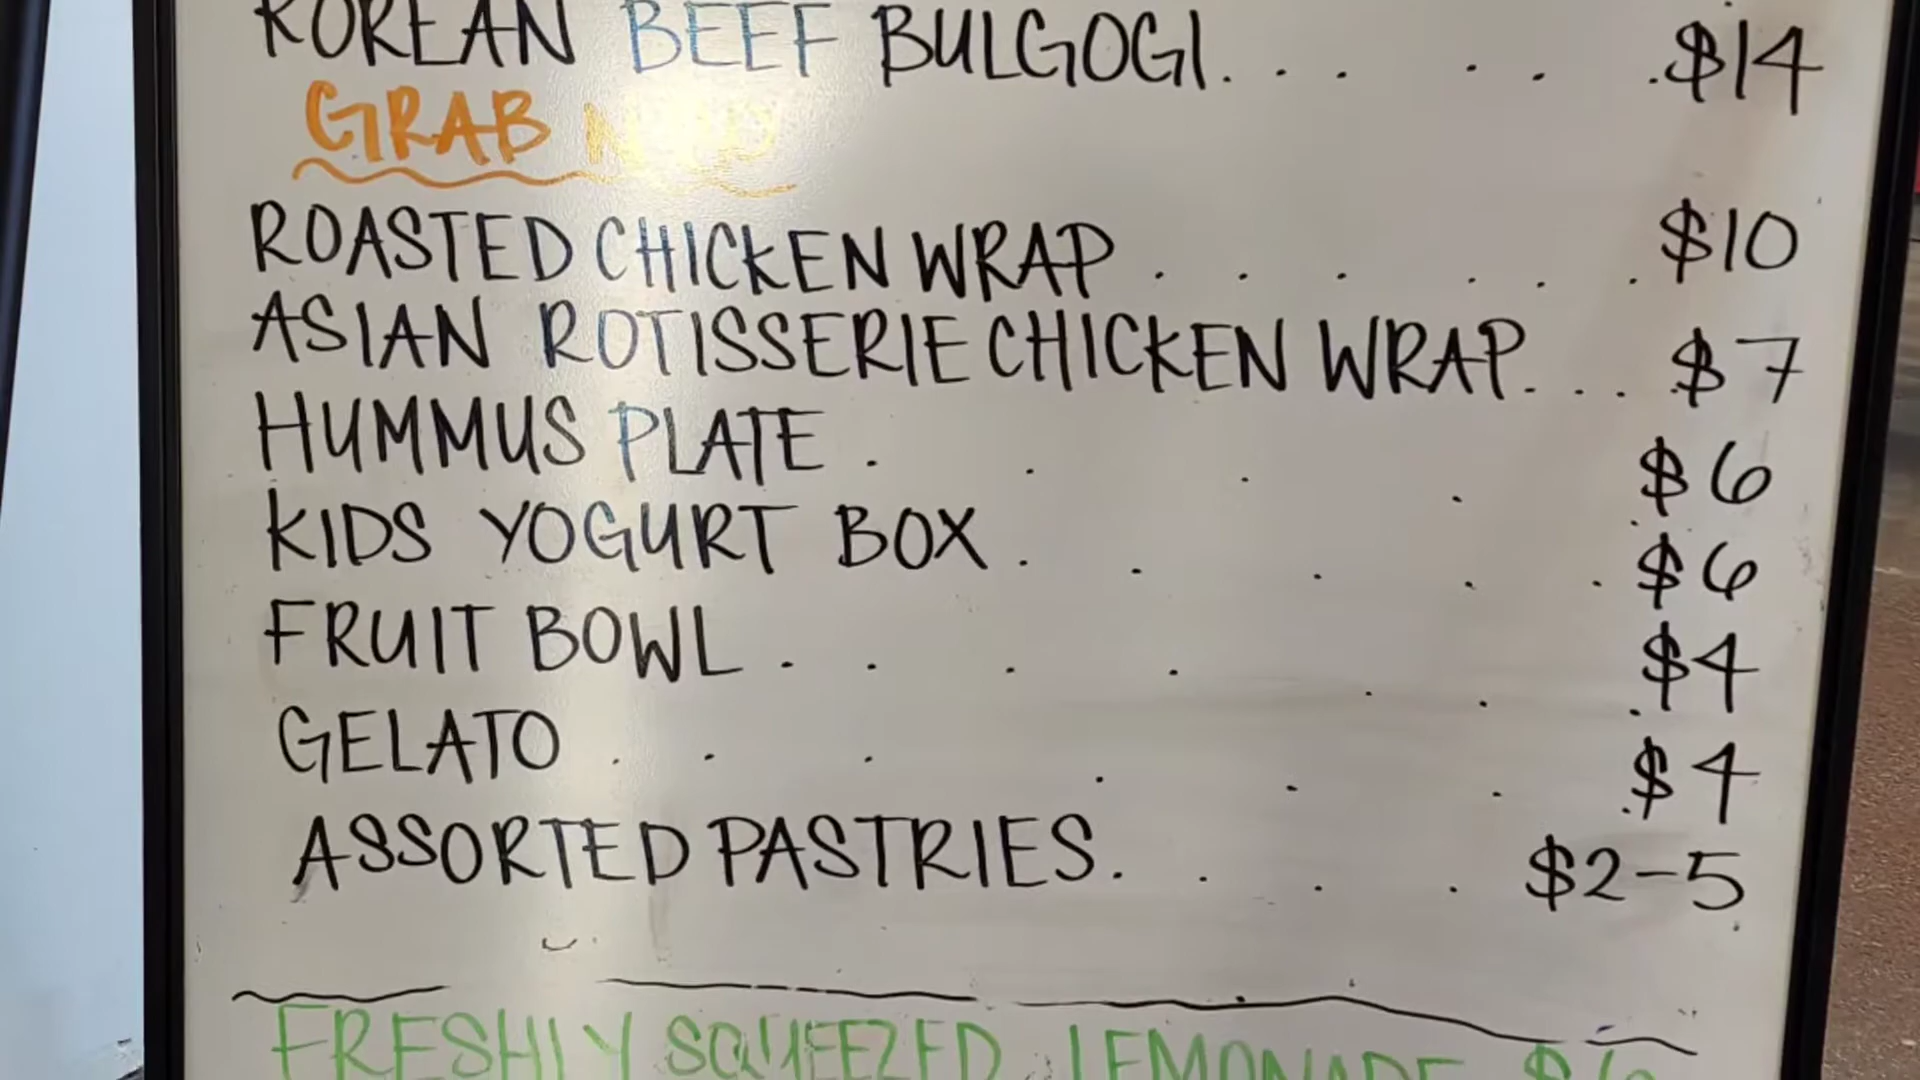 KOREAN BEEF BULGOGI. . . . . .$14
GRAB
ROASTED CHICKEN WRAP . . . . . .$10
ASIAN ROTISSERIE CHICKEN WRAP. . . $7
HUMMUS PLATE . . . . $6
KIDS YOGURT BOX . . . . . $6
FRUIT BOWL . . . . . . .$4
GELATO . . . . . . .$4
ASSORTED PASTRIES. . . . $2-5
FRESHLY SQUEEZED LEMONADE $6